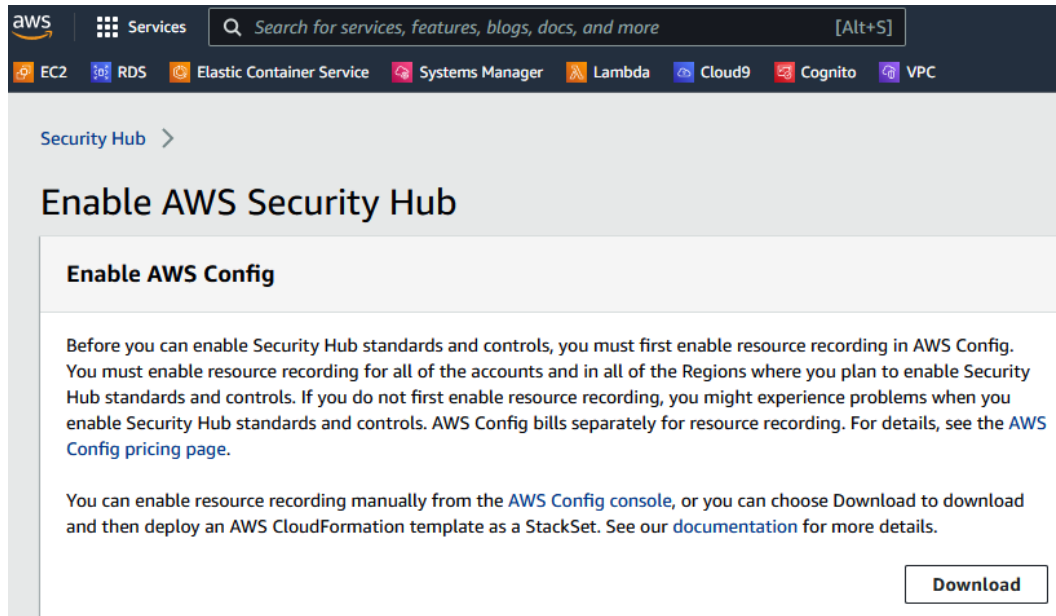 aws Services Search for services, features, blogs, docs, and more [Alt+S]
EC2 RDS Elastic Container Service Systems Manager Lambda Cloud9 Cognito VPC
Security Hub
Enable AWS Security Hub
Enable AWS Config
Before you can enable Security Hub standards and controls, you must first enable resource recording in AWS Config.
You must enable resource recording for all of the accounts and in all of the Regions where you plan to enable Security
Hub standards and controls. If you do not first enable resource recording, you might experience problems when you
enable Security Hub standards and controls. AWS Config bills separately for resource recording. For details, see the AWS
Config pricing page.
You can enable resource recording manually from the AWS Config console, or you can choose Download to download
and then deploy an AWS CloudFormation template as a StackSet. See our documentation for more details.
Download